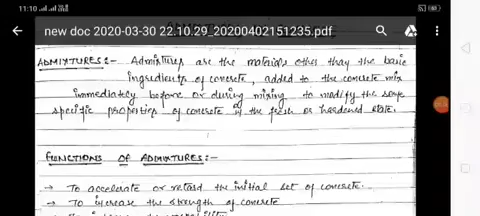 11:10
new doc 2020-03-30 22.10.29_20200402151235.pdf
ADMIXTURES:- Admixtures are the materials other than the basic
ingredients of concrete, added to the concrete mix
immediately before or during mixing to modify the some
specific properties of concrete in the fresh or hardened state.
FUNCTIONS OF ADMIXTURES:-
→ To accelerate or retard the initial set of concrete.
→ To increase the strength of concrete